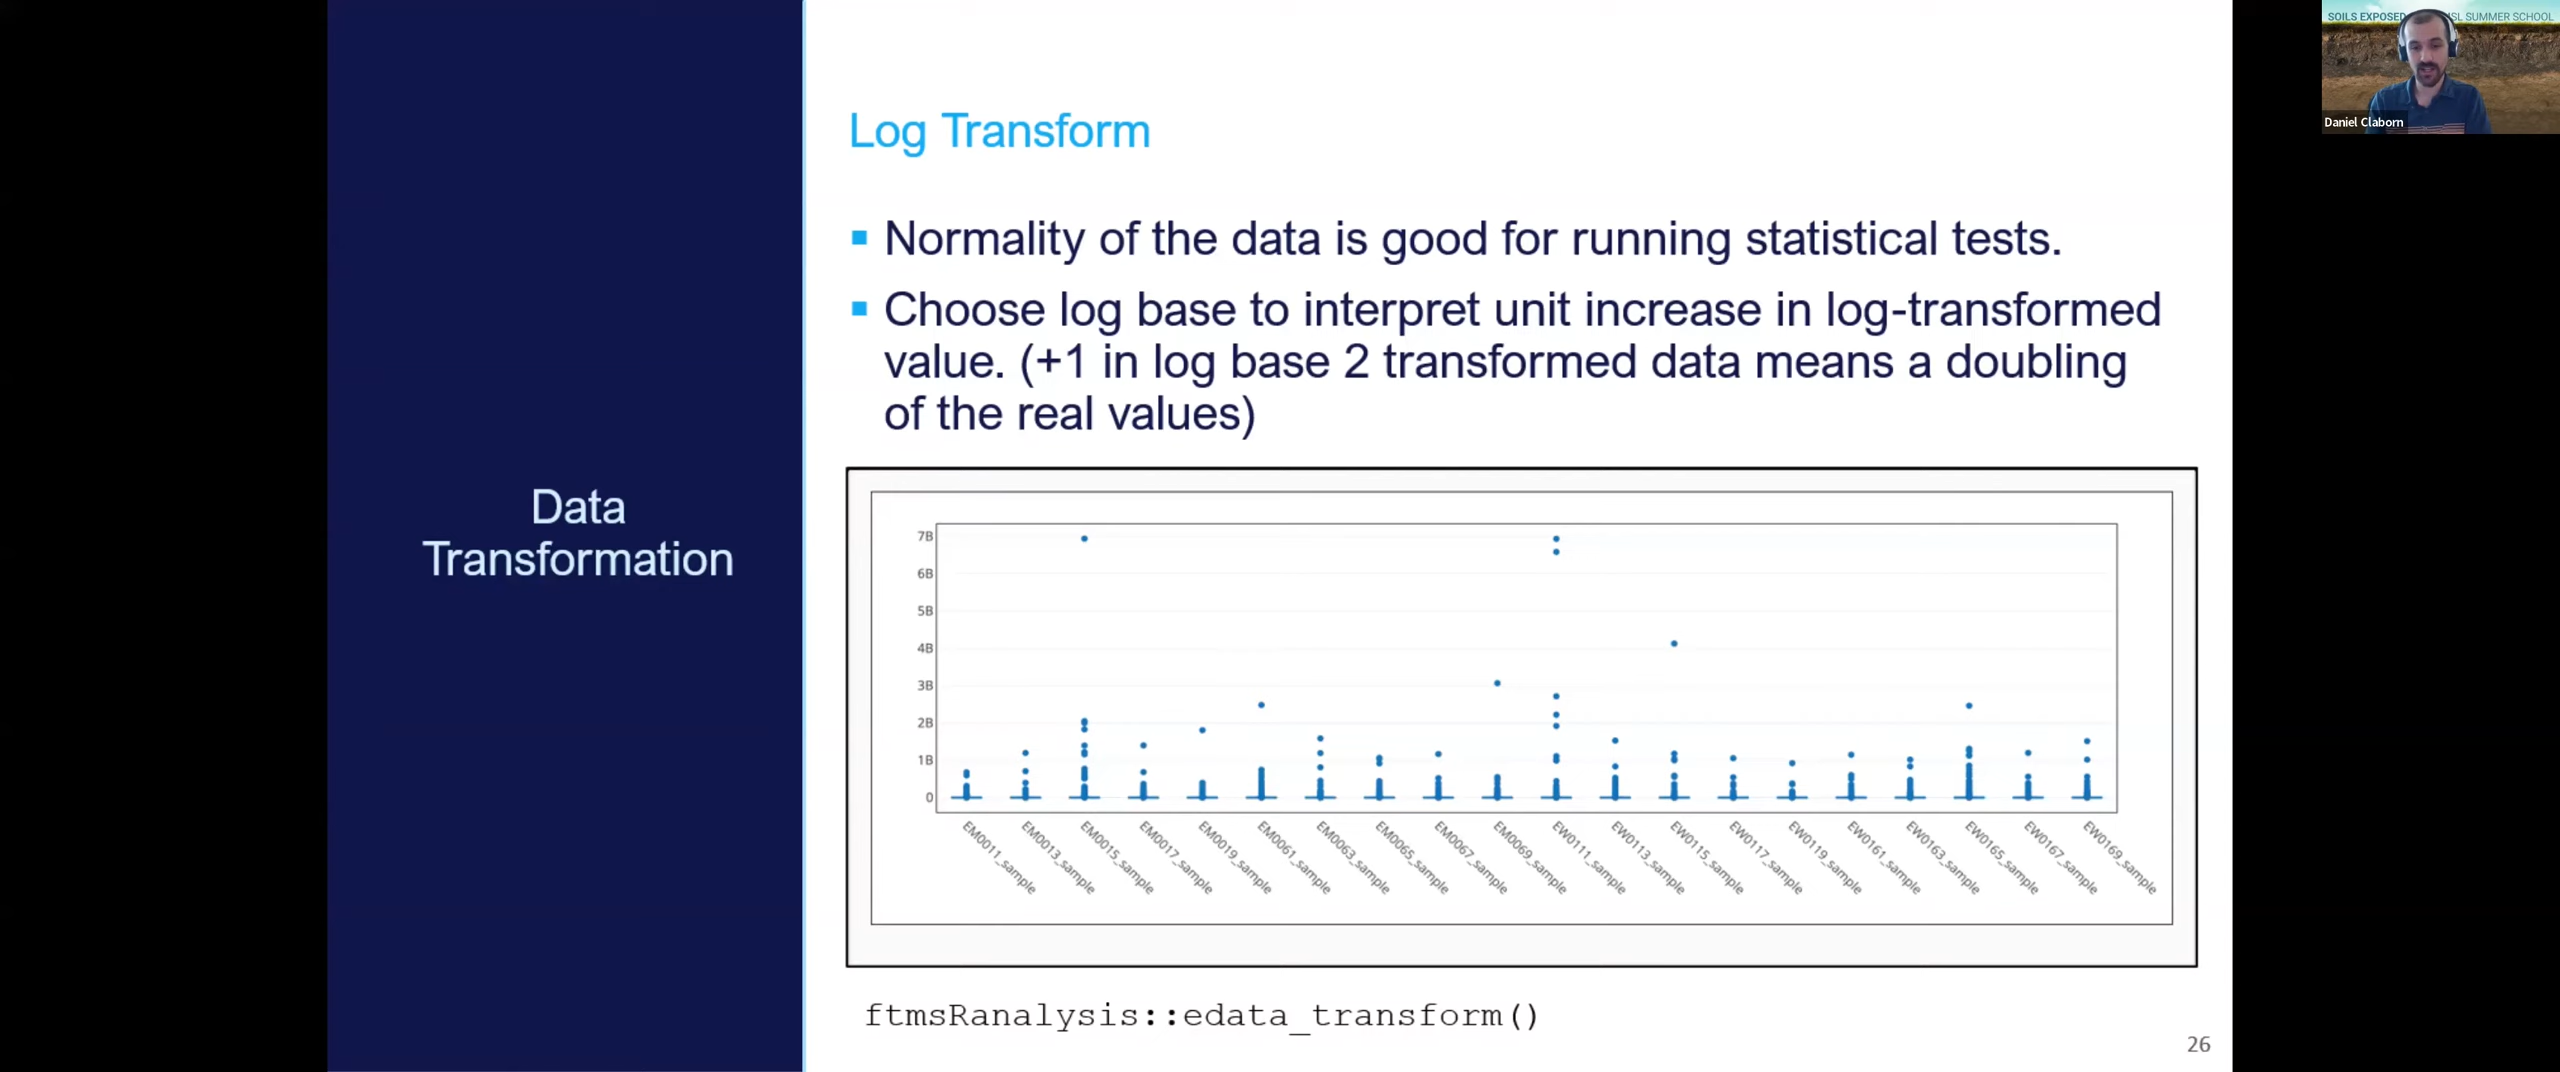 SOILS EXPOSED
SL SUMMER SCHOOL
Daniel Claborn
Data
Transformation
Log Transform
Normality of the data is good for running statistical tests.
Choose log base to interpret unit increase in log-transformed
value. (+1 in log base 2 transformed data means a doubling
of the real values)
7B
6B
5B
4B
3B
2B
1B
0
EM0011_sample
EM0013_sample
EM0015_sample
EM0017_sample
EM0019_sample
EM0061_sample
EM0063_sample
EM0065_sample
EM0067_sample
EM0069_sample
EW0111_sample
EW0113_sample
EW0115_sample
EW0117_sample
EW0119_sample
EW0161_sample
EW0163_sample
EW0165_sample
EW0167_sample
EW0169_sample
ftmsRanalysis::edata_transform()
26